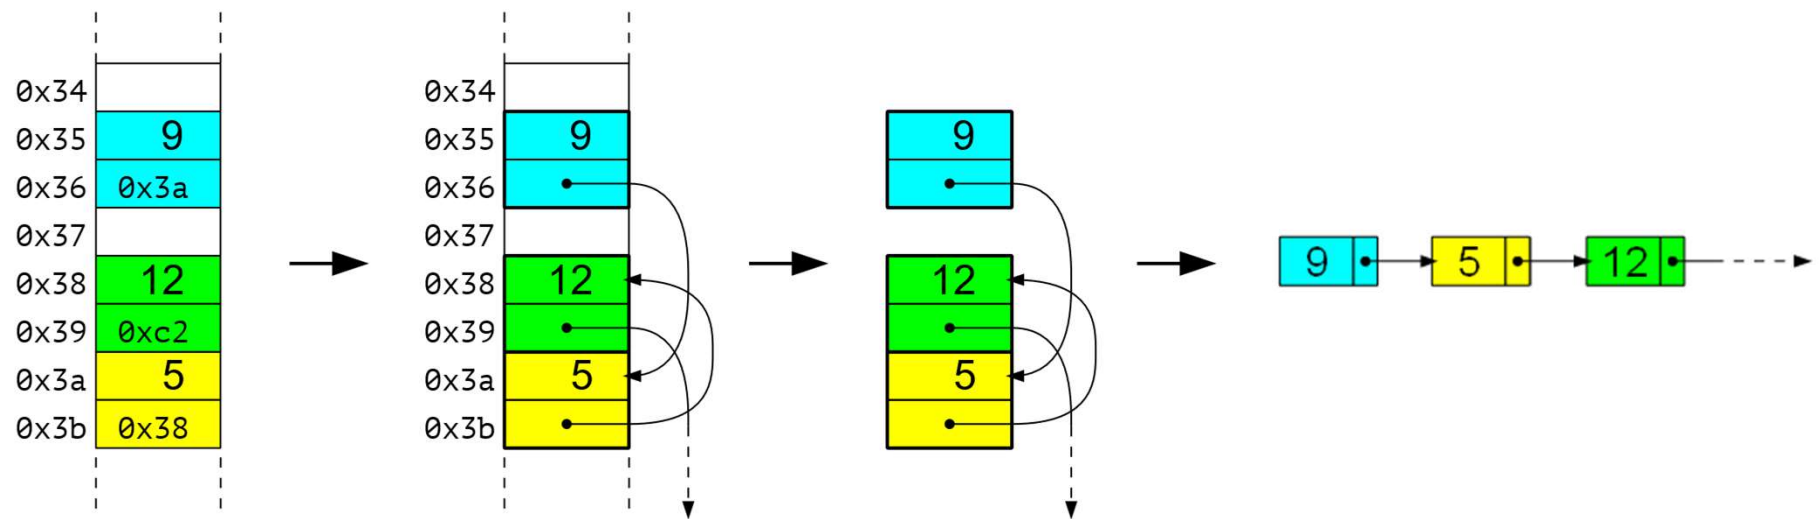 0x34 0x34
0x35 9 0x35 9 9
0x36 0x3a 0x36
0x37 0x37 9 5 12
0x38 12 0x38 12 12
0x39 0xc2 0x39
0x3a 5 0x3a 5 5
0x3b 0x38 0x3b